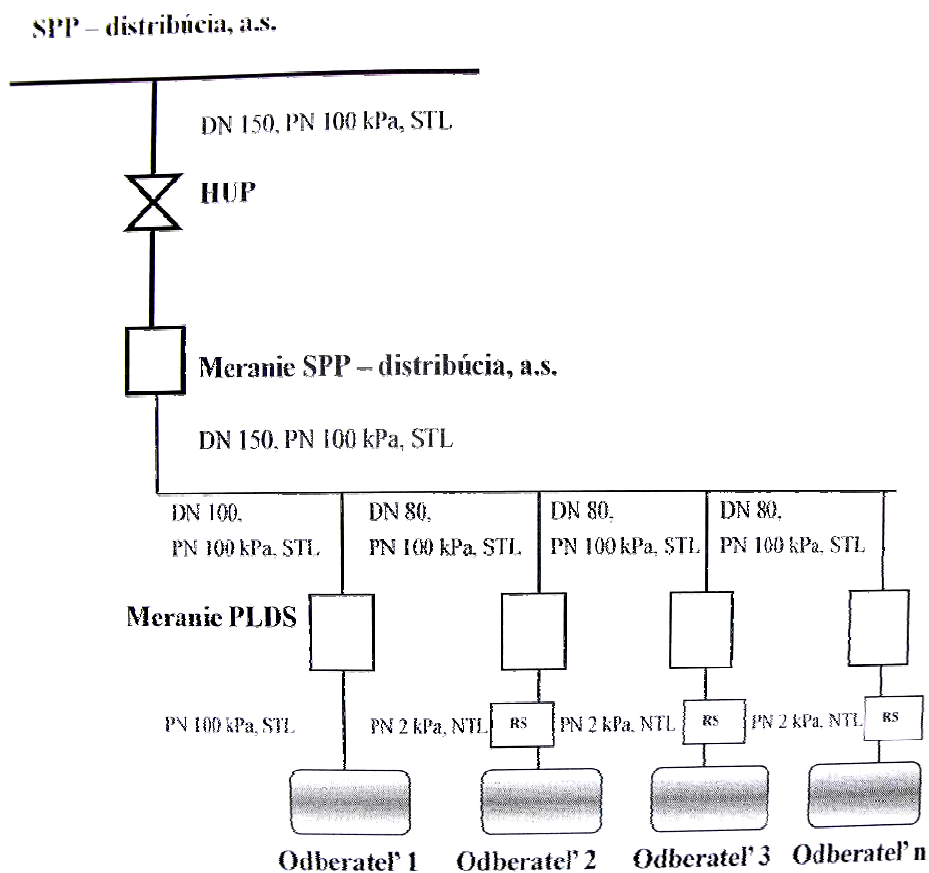 SPP – distribúcia, a.s.
DN 150, PN 100 kPa, STL
HUP
Meranie SPP – distribúcia, a.s.
DN 150, PN 100 kPa, STL
DN 100,
PN 100 kPa, STL
DN 80,
PN 100 kPa, STL
DN 80,
PN 100 kPa, STL
DN 80,
PN 100 kPa, STL
Meranie PLDS
PN 100 kPa, STL
PN 2 kPa, NTL
RS
PN 2 kPa, NTL
RS
PN 2 kPa, NTL
RS
Odberateľ 1
Odberateľ 2
Odberateľ 3
Odberateľ n